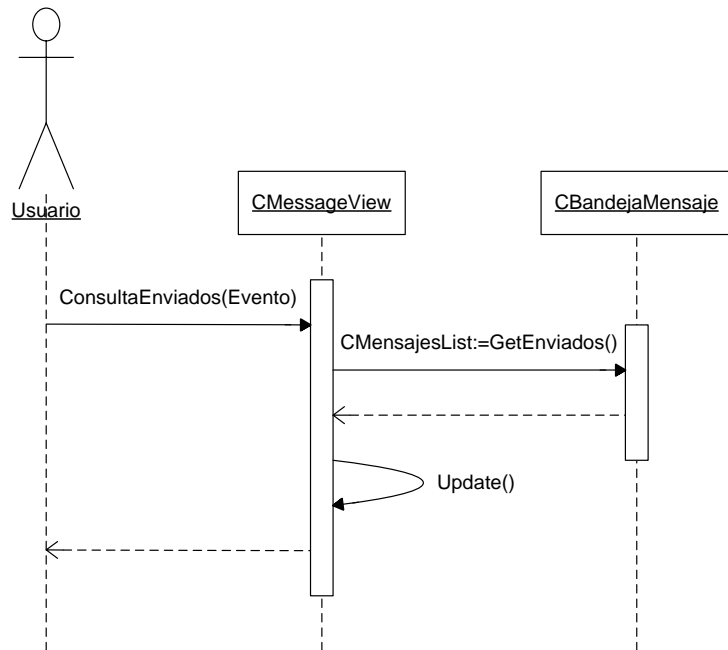 Usuario
CMessageView
CBandejaMensaje
ConsultaEnviados(Evento)
CMensajesList:=GetEnviados()
Update()